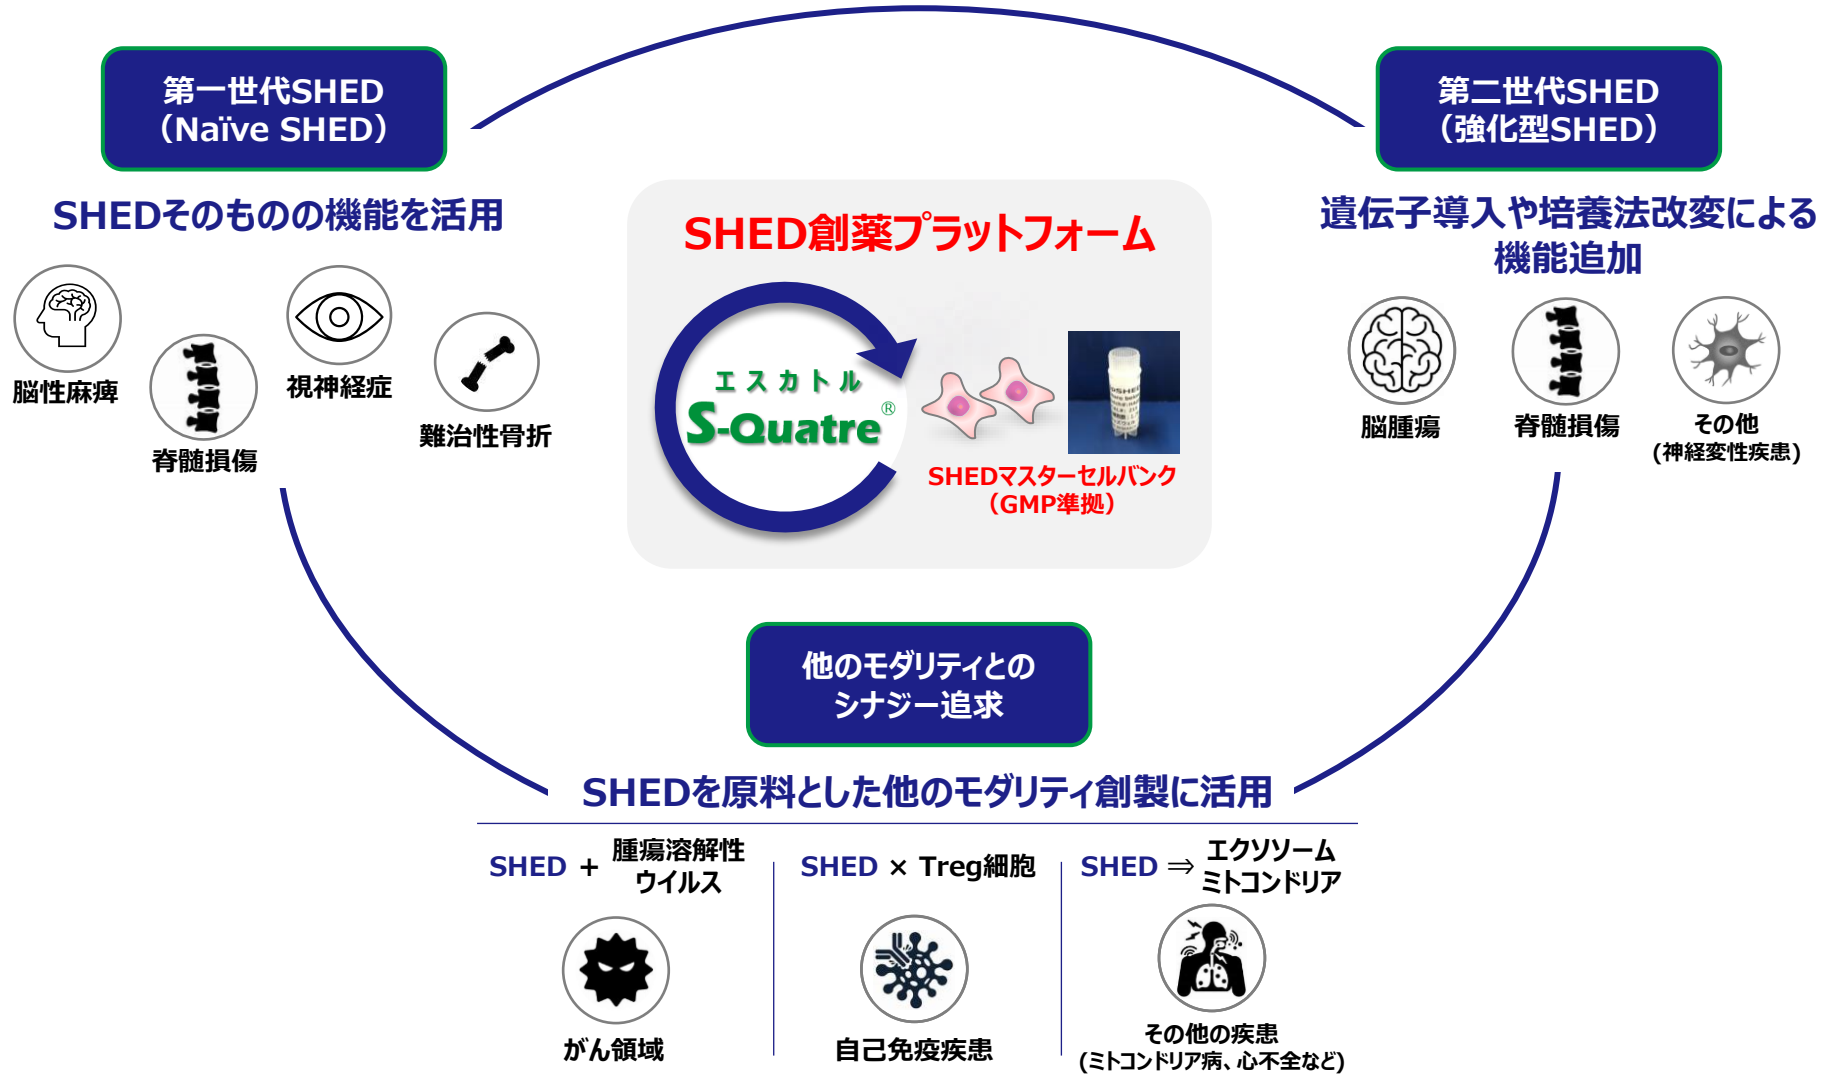 第一世代SHED
（Naïve SHED）
SHEDそのものの機能を活用
脳性麻痺
脊髄損傷
視神経症
難治性骨折
SHED創薬プラットフォーム
エスカトル
S-Quatre®
SHEDマスターセルバンク
（GMP準拠）
第二世代SHED
（強化型SHED）
遺伝子導入や培養法改変による
機能追加
脳腫瘍
脊髄損傷
その他
(神経変性疾患)
他のモダリティとの
シナジー追求
SHEDを原料とした他のモダリティ創製に活用
SHED + 腫瘍溶解性
ウイルス
がん領域
SHED × Treg細胞
自己免疫疾患
SHED ⇒ エクソソーム
ミトコンドリア
その他の疾患
(ミトコンドリア病、心不全など)